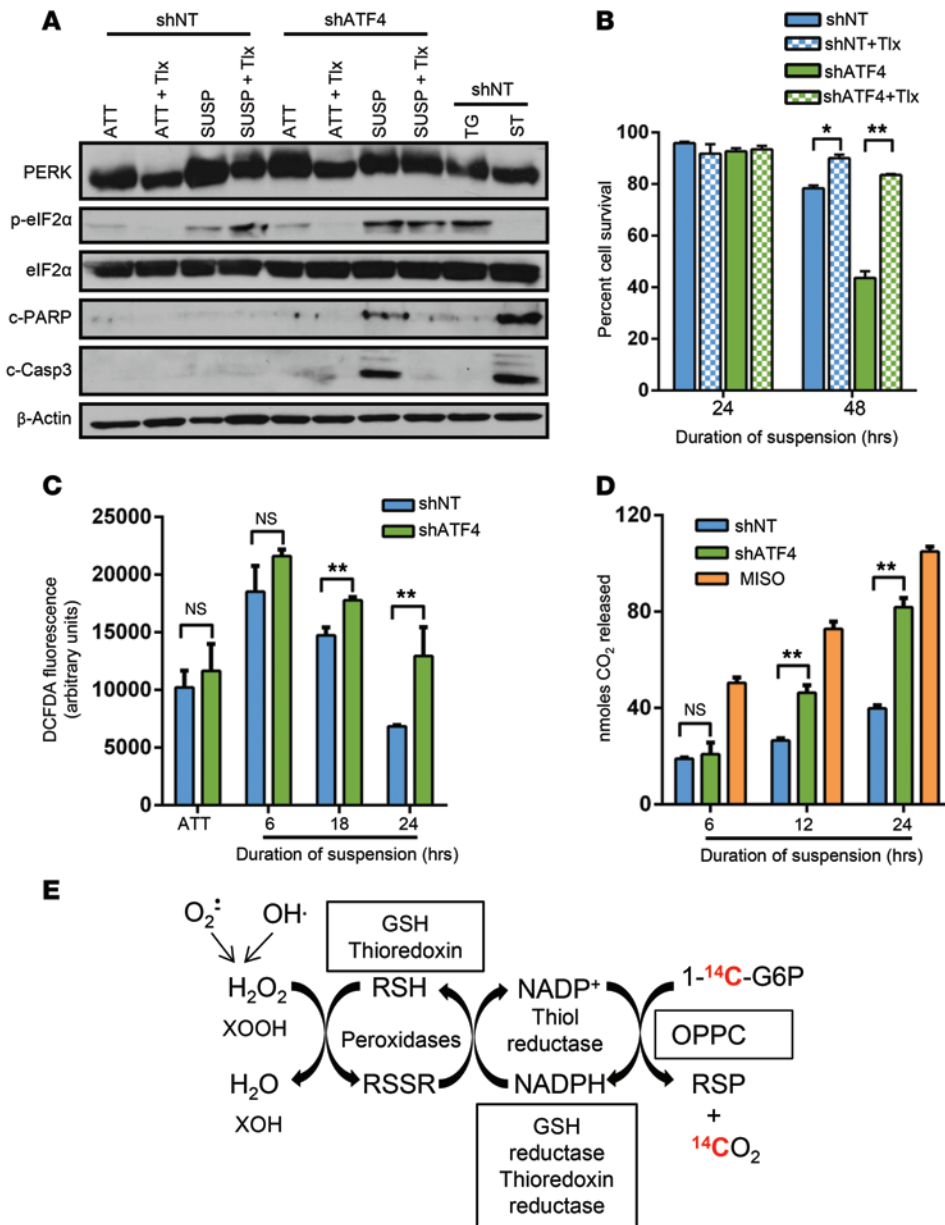 A
shNT
shATF4
shNT
ATT
ATT + Tlx
SUSP
SUSP + Tlx
ATT
ATT + Tlx
SUSP
SUSP + Tlx
TG
ST
PERK
p-eIF2α
eIF2α
c-PARP
c-Casp3
β-Actin
B
shNT
shNT+Tlx
shATF4
shATF4+Tlx
Percent cell survival
100
80
60
40
20
0
*
**
24
48
Duration of suspension (hrs)
C
shNT
shATF4
DCFDA fluorescence
(arbitrary units)
25000
20000
15000
10000
5000
0
NS
NS
**
**
ATT
6
18
24
Duration of suspension (hrs)
D
shNT
shATF4
MISO
nmoles CO₂ released
120
80
40
0
NS
**
**
6
12
24
Duration of suspension (hrs)
E
O₂·̄ OH·
GSH
Thioredoxin
H₂O₂
RSH
NADP⁺
1-¹⁴C-G6P
XOOH
Peroxidases
Thiol
reductase
OPPC
H₂O
RSSR
NADPH
RSP
XOH
+
¹⁴CO₂
GSH
reductase
Thioredoxin
reductase